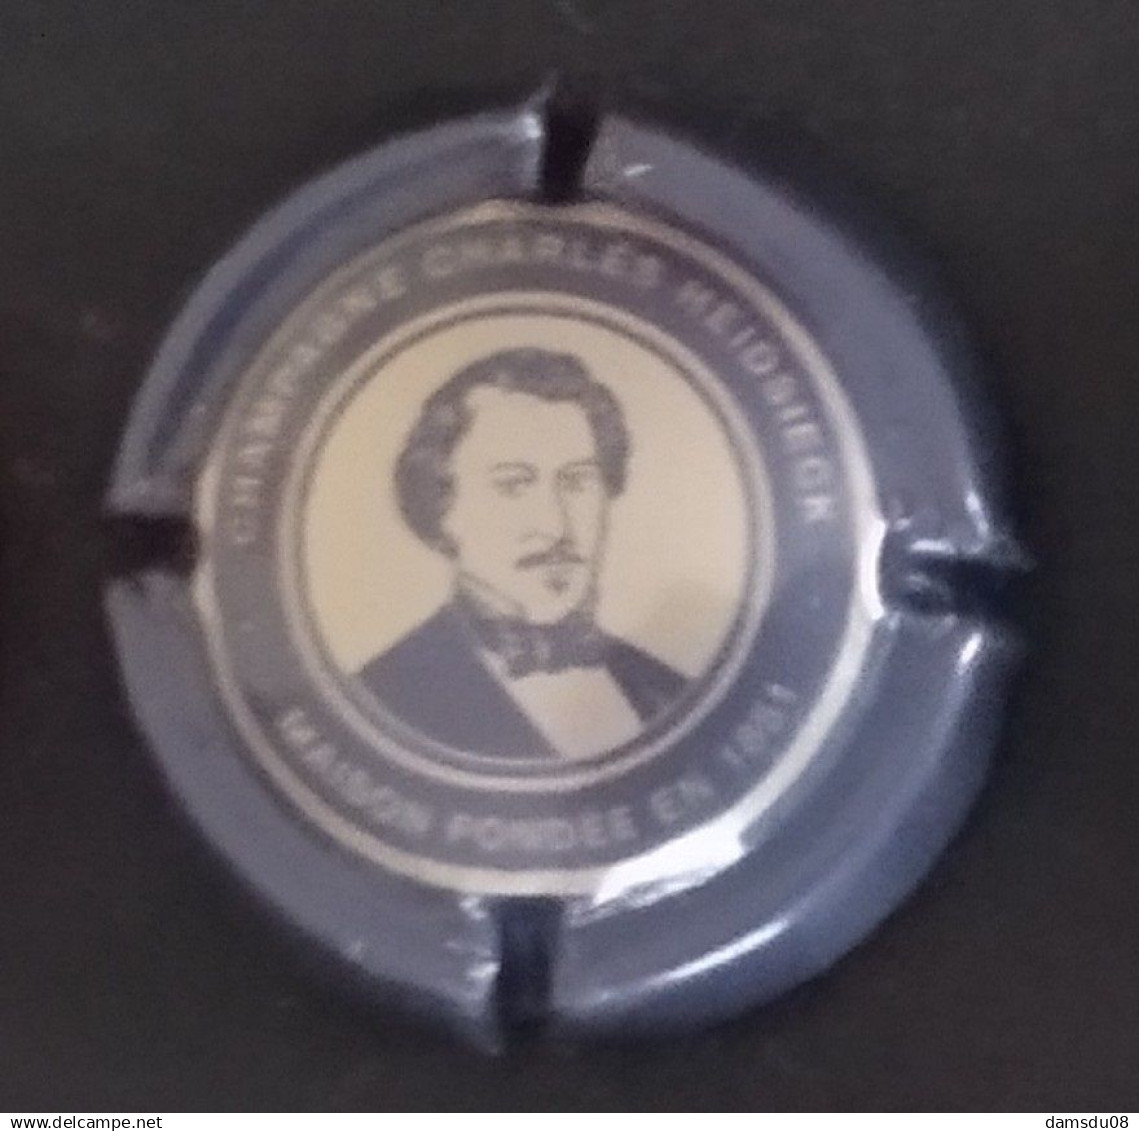 CHAMPAGNE CHARLES HEIDSIECK
MAISON FONDEE EN 1851
www.delcampe.net
damsdu08